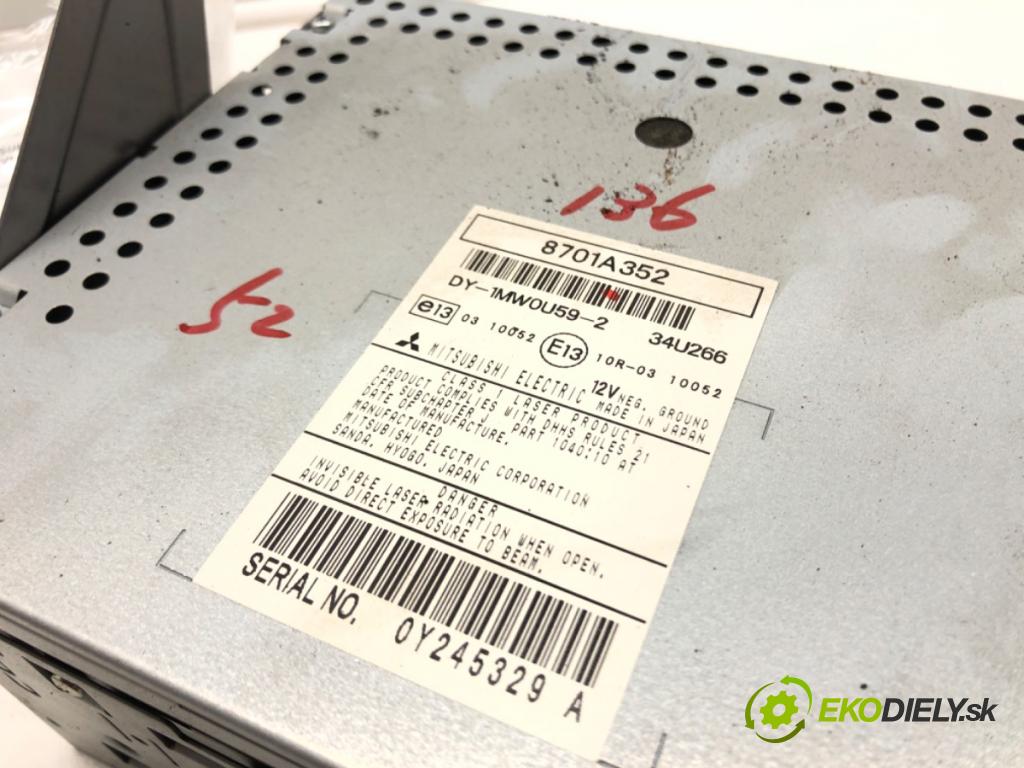 136
52
8701A352
DY-1MW0U59-2 34U266
e13 03 10052 E13 10R-03 10052
MITSUBISHI ELECTRIC 12V NEG. GROUND
MADE IN JAPAN
CLASS 1 LASER PRODUCT
PRODUCT COMPLIES WITH DHHS RULES 21
CFR SUBCHAPTER J, PART 1040:10 AT
DATE OF MANUFACTURE.
MANUFACTURED
MITSUBISHI ELECTRIC CORPORATION
SANDA. HYOGO, JAPAN
DANGER
INVISIBLE LASER RADIATION WHEN OPEN.
AVOID DIRECT EXPOSURE TO BEAM.
SERIAL NO. 0Y245329 A
EKODIELY.sk